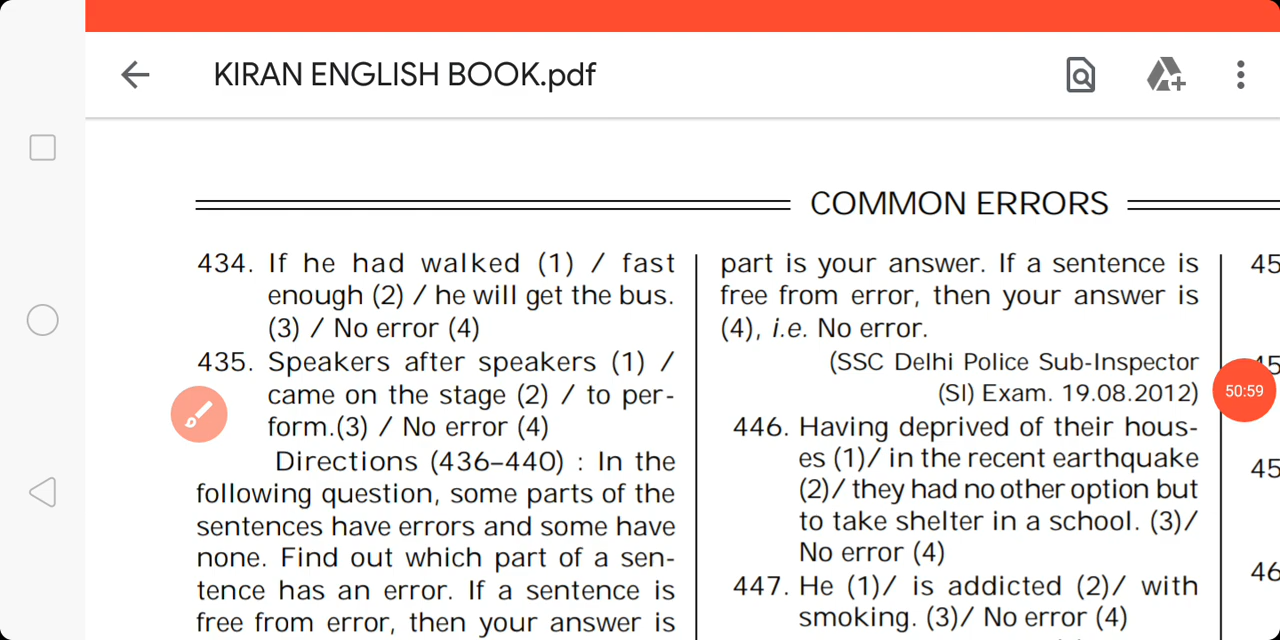 KIRAN ENGLISH BOOK.pdf
COMMON ERRORS
434. If he had walked (1) / fast
enough (2) / he will get the bus.
(3) / No error (4)
435. Speakers after speakers (1) /
came on the stage (2) / to per-
form.(3) / No error (4)
Directions (436–440) : In the
following question, some parts of the
sentences have errors and some have
none. Find out which part of a sen-
tence has an error. If a sentence is
free from error, then your answer is
part is your answer. If a sentence is
free from error, then your answer is
(4), i.e. No error.
(SSC Delhi Police Sub-Inspector
(SI) Exam. 19.08.2012)
446. Having deprived of their hous-
es (1)/ in the recent earthquake
(2)/ they had no other option but
to take shelter in a school. (3)/
No error (4)
447. He (1)/ is addicted (2)/ with
smoking. (3)/ No error (4)
45
45
45
46
50:59